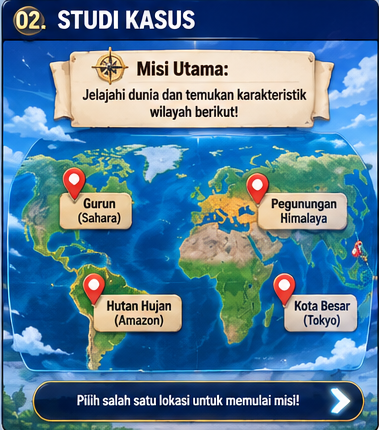 02. STUDI KASUS
Misi Utama:
Jelajahi dunia dan temukan karakteristik
wilayah berikut!
Gurun
(Sahara)
Pegunungan
Himalaya
Hutan Hujan
(Amazon)
Kota Besar
(Tokyo)
Pilih salah satu lokasi untuk memulai misi!